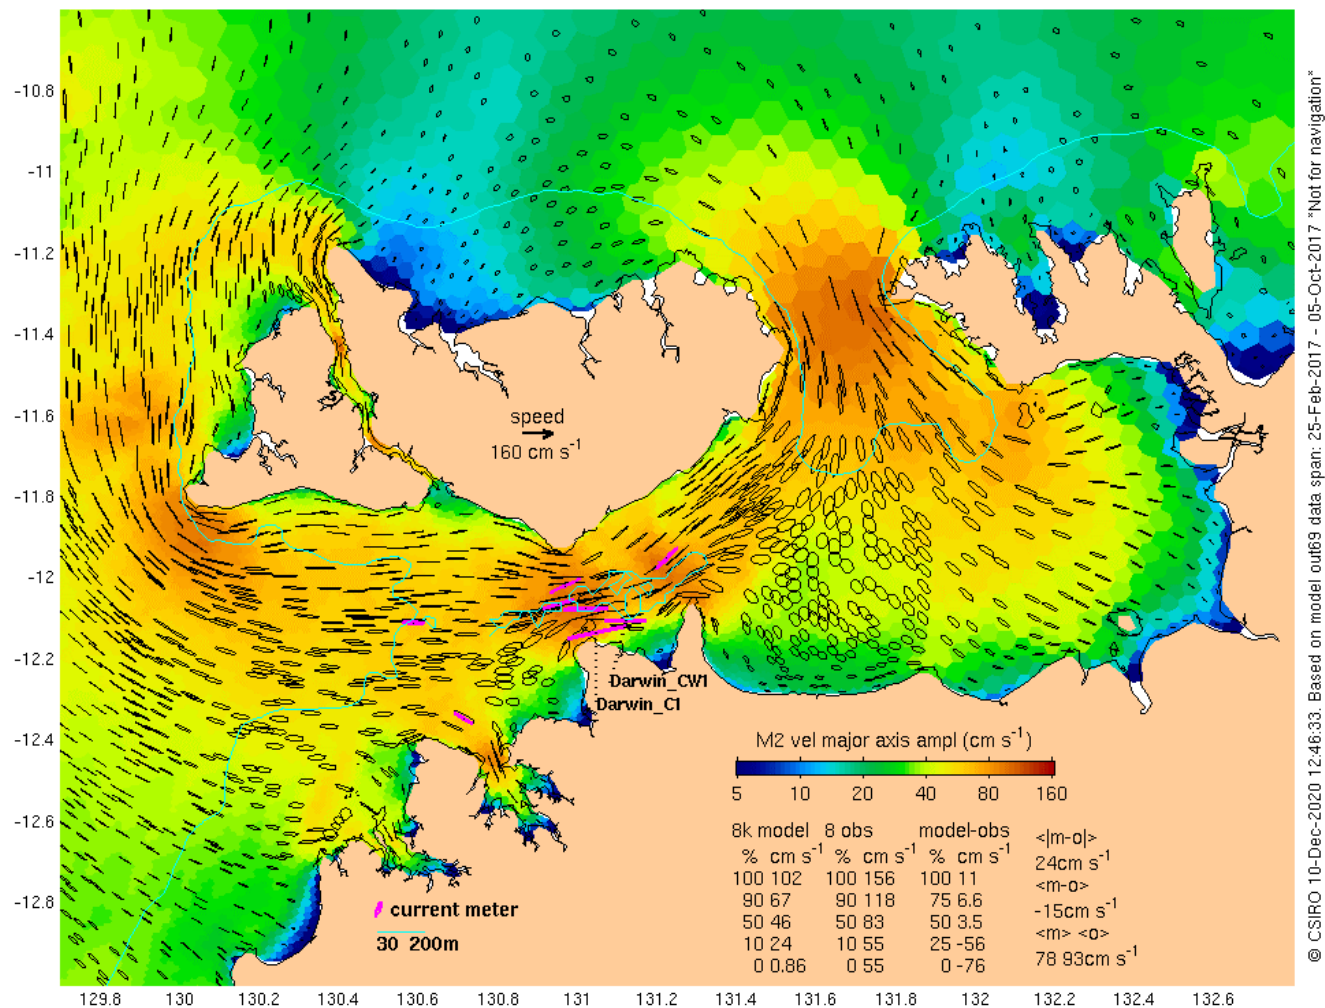 -10.8
-11
-11.2
-11.4
-11.6
-11.8
-12
-12.2
-12.4
-12.6
-12.8
speed
160 cm s⁻¹
Darwin_CW1
Darwin_C1
M2 vel major axis ampl (cm s⁻¹)
5 10 20 40 80 160
8k model 8 obs model-obs <|m-o|>
% cm s⁻¹ % cm s⁻¹ % cm s⁻¹ 24cm s⁻¹
100 102 100 156 100 11 <m-o>
90 67 90 118 75 6.6 -15cm s⁻¹
50 46 50 83 50 3.5 <m> <o>
10 24 10 55 25 -56 78 93cm s⁻¹
0 0.86 0 55 0 -76
current meter
30 200m
129.8 130 130.2 130.4 130.6 130.8 131 131.2 131.4 131.6 131.8 132 132.2 132.4 132.6
© CSIRO 10-Dec-2020 12:46:33. Based on model out69 data span: 25-Feb-2017 - 05-Oct-2017 "Not for navigation"